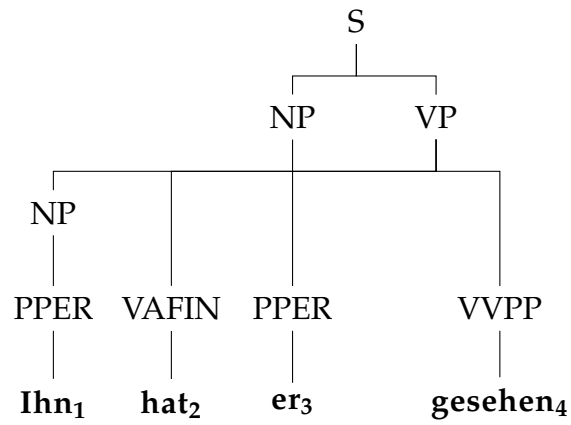 S
NP VP
NP
PPER VAFIN PPER VVPP
Ihn₁ hat₂ er₃ gesehen₄